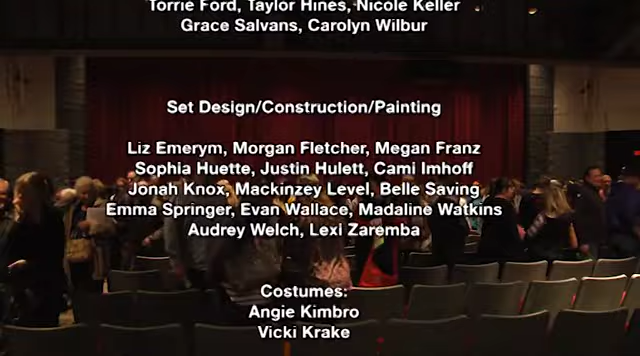 Torrie Ford, Taylor Hines, Nicole Keller
Grace Salvans, Carolyn Wilbur
Set Design/Construction/Painting
Liz Emerym, Morgan Fletcher, Megan Franz
Sophia Huette, Justin Hulett, Cami Imhoff
Jonah Knox, Mackinzey Level, Belle Saving
Emma Springer, Evan Wallace, Madaline Watkins
Audrey Welch, Lexi Zaremba
Costumes:
Angie Kimbro
Vicki Krake